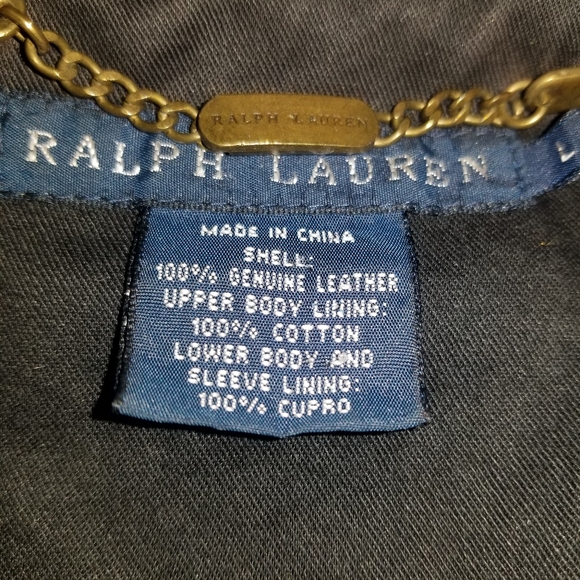 RALPH LAUREN
RALPH LAUREN L
MADE IN CHINA
SHELL:
100% GENUINE LEATHER
UPPER BODY LINING:
100% COTTON
LOWER BODY AND
SLEEVE LINING:
100% CUPRO